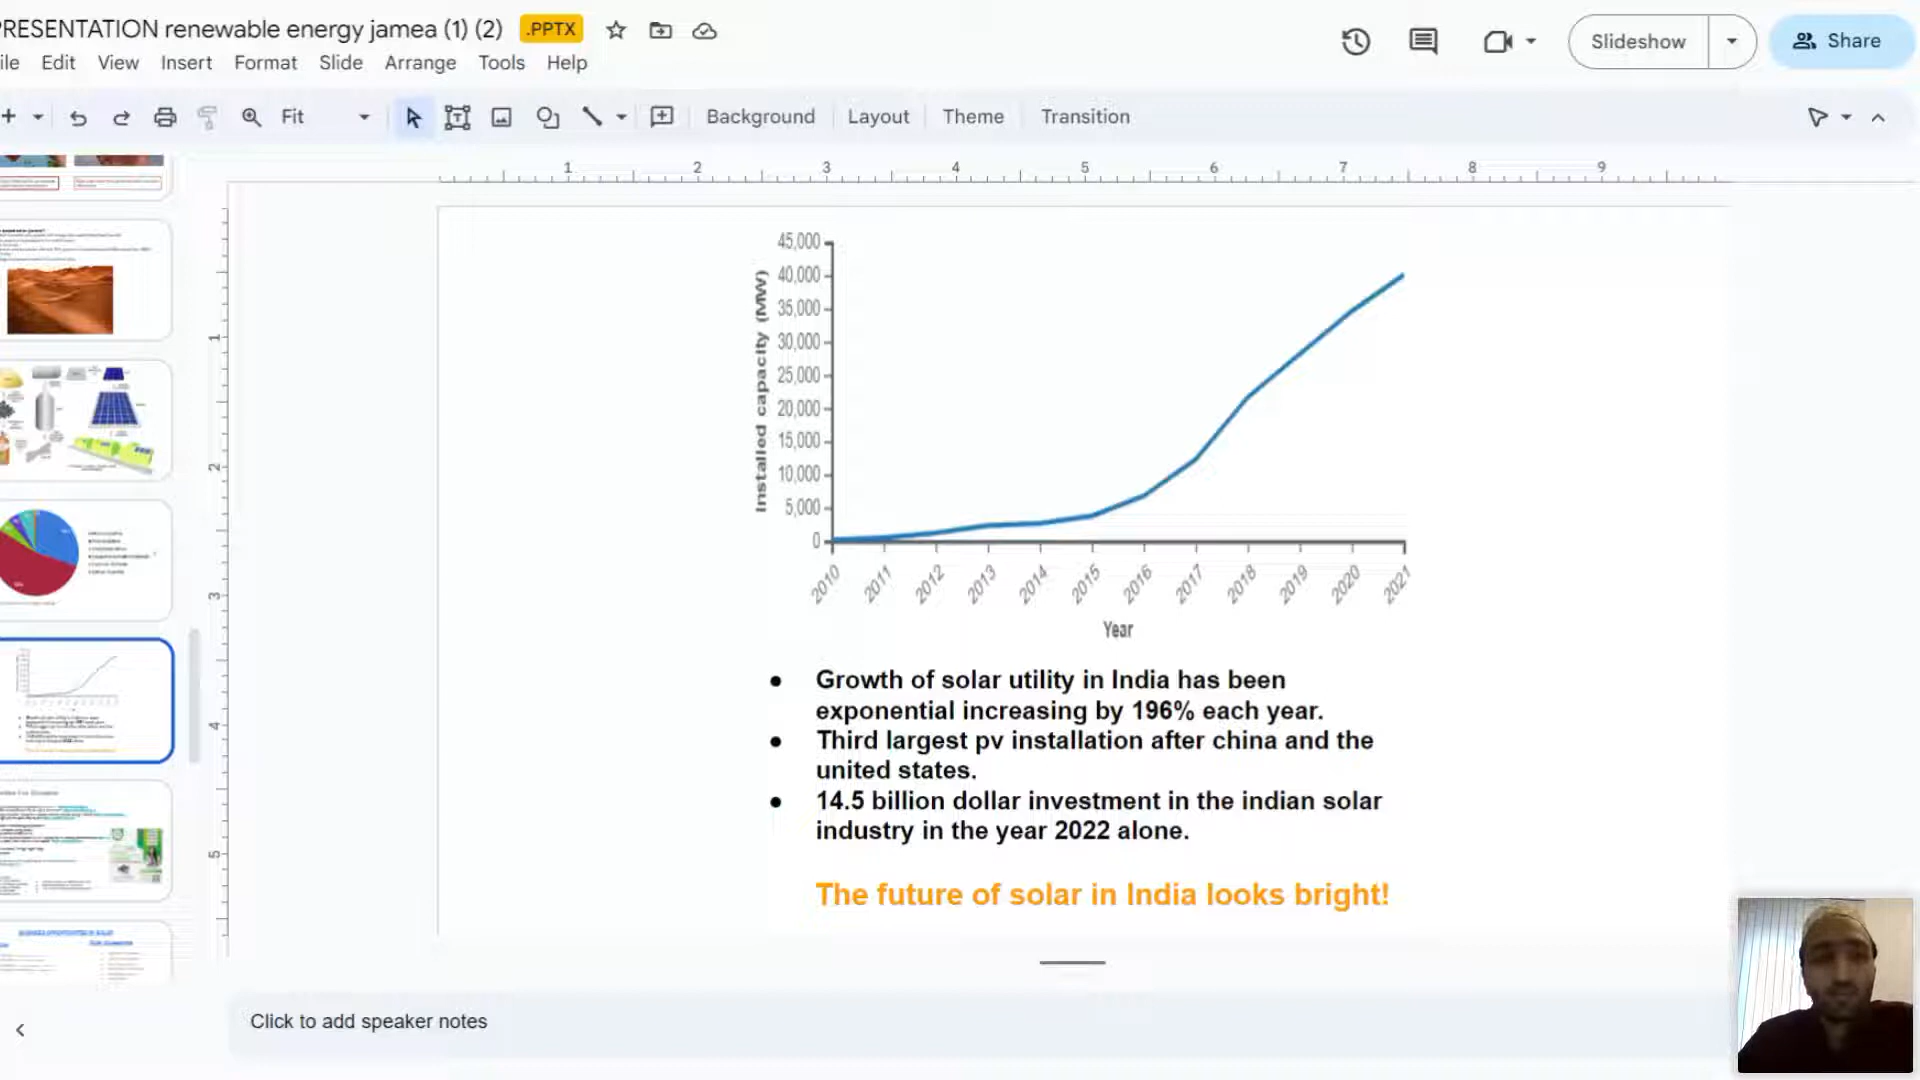 PRESENTATION renewable energy jamea (1) (2) .PPTX
Slideshow
Share
ile Edit View Insert Format Slide Arrange Tools Help
Fit
Background Layout Theme Transition
1 2 3 4 5 6 7 8 9
1
2
3
4
5
Installed capacity (MW)
45,000
40,000
35,000
30,000
25,000
20,000
15,000
10,000
5,000
0
2010 2011 2012 2013 2014 2015 2016 2017 2018 2019 2020 2021
Year
● Growth of solar utility in India has been
exponential increasing by 196% each year.
● Third largest pv installation after china and the
united states.
● 14.5 billion dollar investment in the indian solar
industry in the year 2022 alone.
The future of solar in India looks bright!
Click to add speaker notes